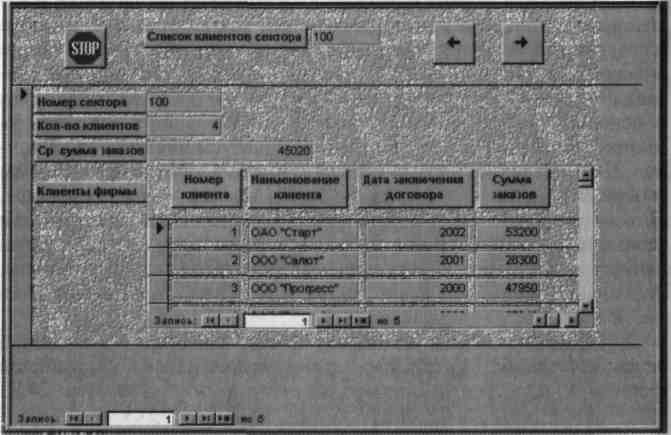 STOP
Список клиентов сектора 100
Номер сектора 100
Кол-во клиентов 4
Ср сумма заказов 45020
Клиенты фирмы
Номер клиента Наименование клиента Дата заключения договора Сумма заказов
1 ОАО "Старт" 2002 53200
2 ООО "Салют" 2001
3 ООО "Прогресс" 2000 47950
Запись: 1 из 5
Запись: 1 из 5